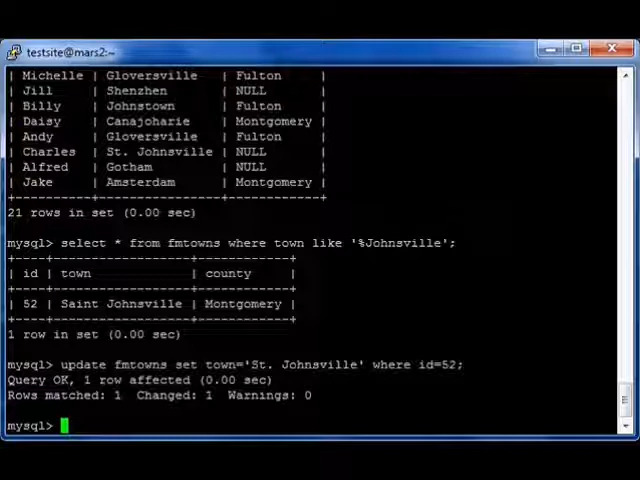 testsite@mars2:~
| Michelle | Gloversville | Fulton |
| Jill | Shenzhen | NULL |
| Billy | Johnstown | Fulton |
| Daisy | Canajoharie | Montgomery |
| Andy | Gloversville | Fulton |
| Charles | St. Johnsville | NULL |
| Alfred | Gotham | NULL |
| Jake | Amsterdam | Montgomery |
+----------+----------------+------------+
21 rows in set (0.00 sec)
mysql> select * from fmtowns where town like '%Johnsville';
+----+------------------+------------+
| id | town | county |
+----+------------------+------------+
| 52 | Saint Johnsville | Montgomery |
+----+------------------+------------+
1 row in set (0.00 sec)
mysql> update fmtowns set town='St. Johnsville' where id=52;
Query OK, 1 row affected (0.00 sec)
Rows matched: 1 Changed: 1 Warnings: 0
mysql>